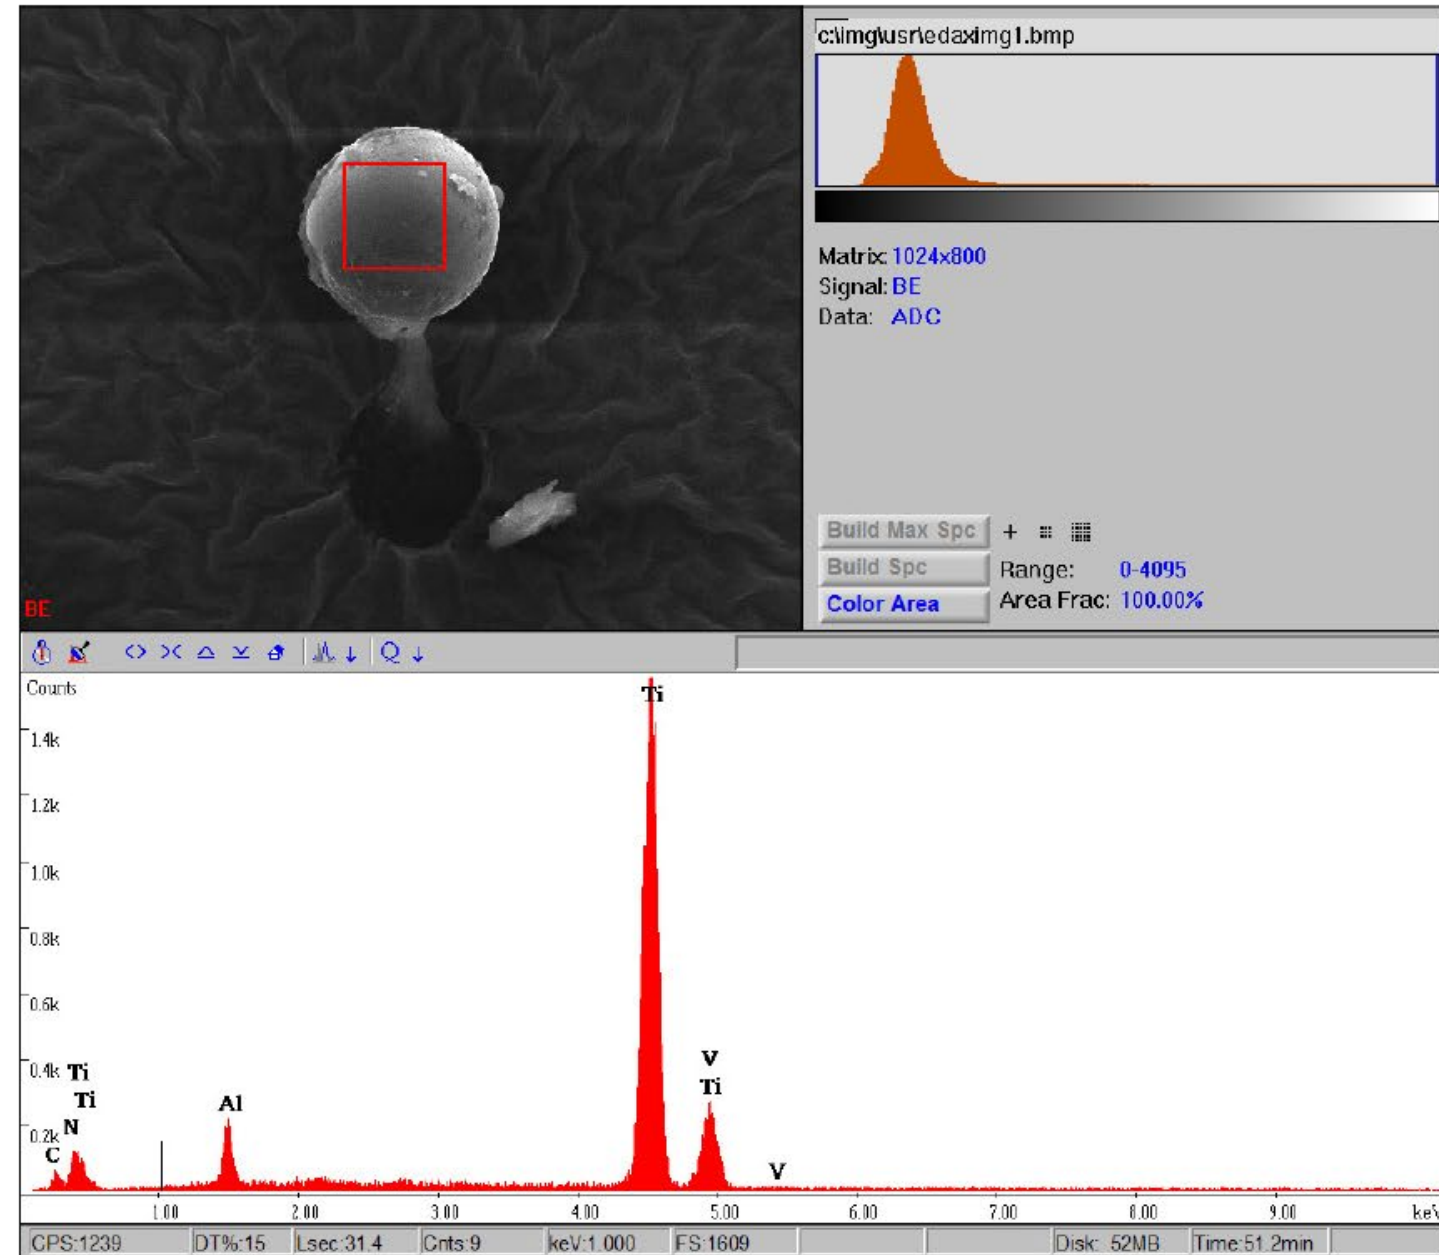 c:\img\usr\edaximg1.bmp
Matrix: 1024x800
Signal: BE
Data: ADC
Build Max Spc
Build Spc
Range: 0-4095
Color Area
Area Frac: 100.00%
BE
Q
Counts
Ti
1.4k
1.2k
1.0k
0.8k
0.6k
0.4k
Ti
V
Ti
Ti
Al
0.2k
N
C
V
1.00 2.00 3.00 4.00 5.00 6.00 7.00 8.00 9.00 keV
CPS:1239 DT%:15 Lsec:31.4 Cnts:9 keV:1.000 FS:1609 Disk: 52MB Time:51.2min